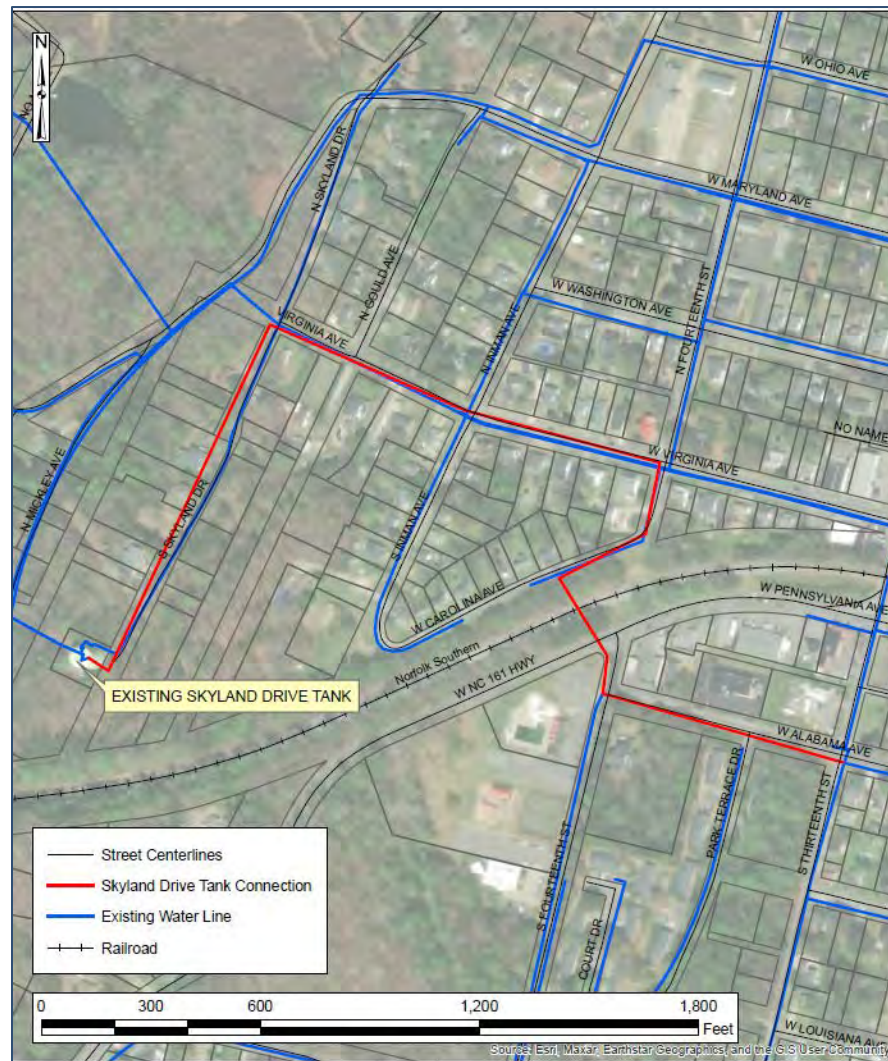 N
NO
W OHIO AVE
N SKYLAND DR
W MARYLAND AVE
N GOULD AVE
W WASHINGTON AVE
N FOURTEENTH ST
VIRGINIA AVE
N INMAN AVE
NO NAME
W VIRGINIA AVE
N MICKLEY AVE
S SKYLAND DR
S INMAN AVE
W CAROLINA AVE
W PENNSYLVANIA AVE
Norfolk Southern
W NC 161 HWY
EXISTING SKYLAND DRIVE TANK
W ALABAMA AVE
PARK TERRACE DR
S THIRTEENTH ST
S FOURTEENTH ST
COURT DR
Street Centerlines
Skyland Drive Tank Connection
Existing Water Line
Railroad
0 300 600 1,200 1,800
Feet
W LOUISIANA AVE
Source: Esri, Maxar, Earthstar Geographics, and the GIS User Community